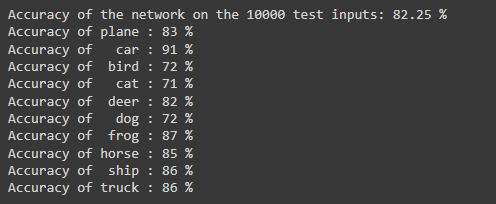 Accuracy of the network on the 10000 test inputs: 82.25 %
Accuracy of plane : 83 %
Accuracy of   car : 91 %
Accuracy of  bird : 72 %
Accuracy of   cat : 71 %
Accuracy of  deer : 82 %
Accuracy of   dog : 72 %
Accuracy of  frog : 87 %
Accuracy of horse : 85 %
Accuracy of  ship : 86 %
Accuracy of truck : 86 %